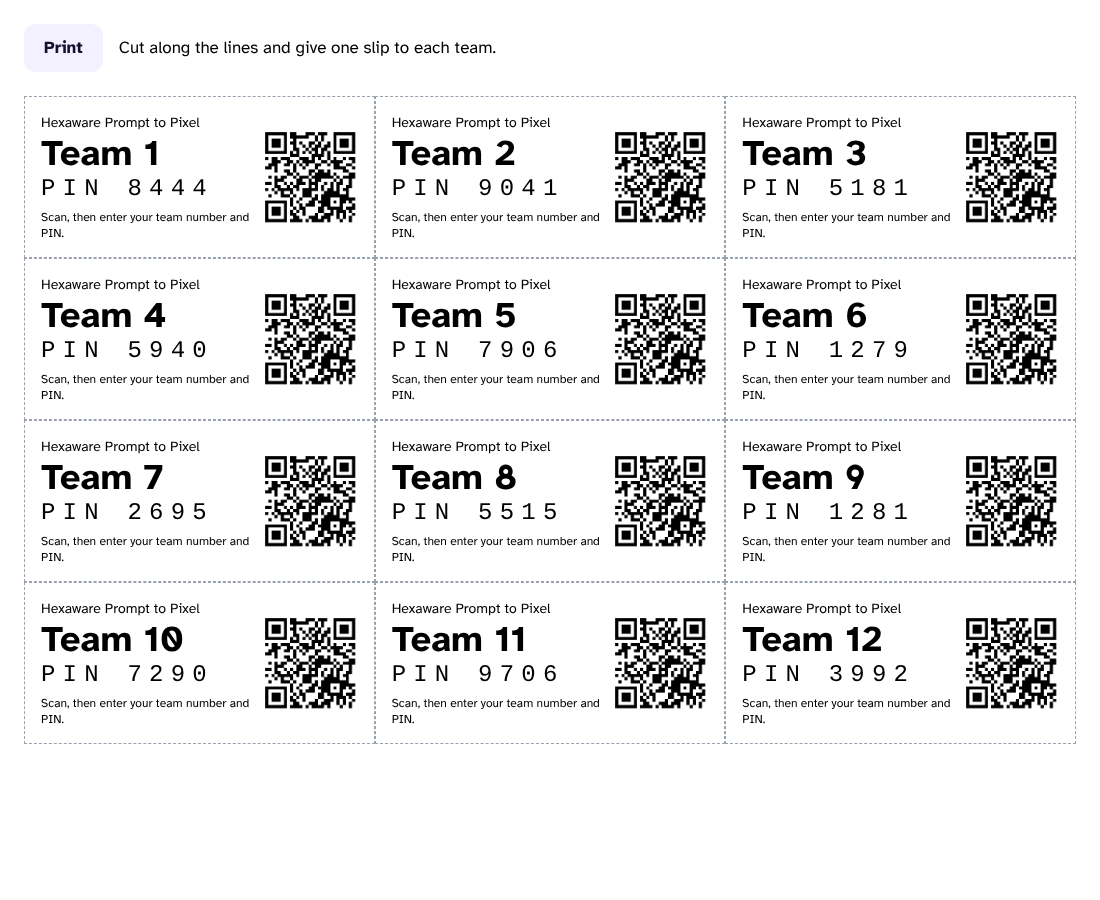 Print
Cut along the lines and give one slip to each team.
Hexaware Prompt to Pixel
Team 1
PIN 8444
Scan, then enter your team number and
PIN.
Hexaware Prompt to Pixel
Team 2
PIN 9041
Scan, then enter your team number and
PIN.
Hexaware Prompt to Pixel
Team 3
PIN 5181
Scan, then enter your team number and
PIN.
Hexaware Prompt to Pixel
Team 4
PIN 5940
Scan, then enter your team number and
PIN.
Hexaware Prompt to Pixel
Team 5
PIN 7906
Scan, then enter your team number and
PIN.
Hexaware Prompt to Pixel
Team 6
PIN 1279
Scan, then enter your team number and
PIN.
Hexaware Prompt to Pixel
Team 7
PIN 2695
Scan, then enter your team number and
PIN.
Hexaware Prompt to Pixel
Team 8
PIN 5515
Scan, then enter your team number and
PIN.
Hexaware Prompt to Pixel
Team 9
PIN 1281
Scan, then enter your team number and
PIN.
Hexaware Prompt to Pixel
Team 10
PIN 7290
Scan, then enter your team number and
PIN.
Hexaware Prompt to Pixel
Team 11
PIN 9706
Scan, then enter your team number and
PIN.
Hexaware Prompt to Pixel
Team 12
PIN 3992
Scan, then enter your team number and
PIN.